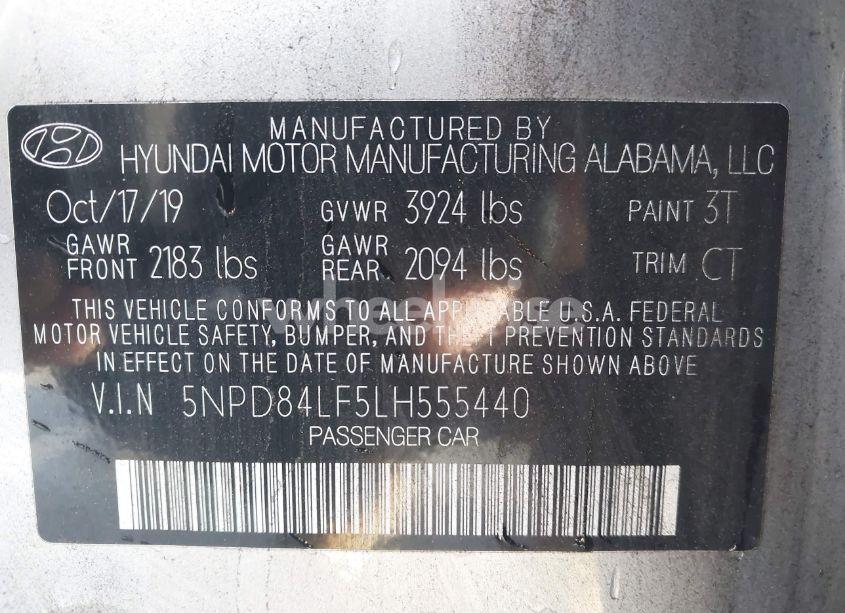 MANUFACTURED BY
HYUNDAI MOTOR MANUFACTURING ALABAMA, LLC
Oct/17/19 GVWR 3924 lbs PAINT 3T
GAWR FRONT 2183 lbs GAWR REAR 2094 lbs TRIM CT
THIS VEHICLE CONFORMS TO ALL APPLICABLE U.S.A. FEDERAL
MOTOR VEHICLE SAFETY, BUMPER, AND THEFT PREVENTION STANDARDS
IN EFFECT ON THE DATE OF MANUFACTURE SHOWN ABOVE
V.I.N 5NPD84LF5LH555440
PASSENGER CAR